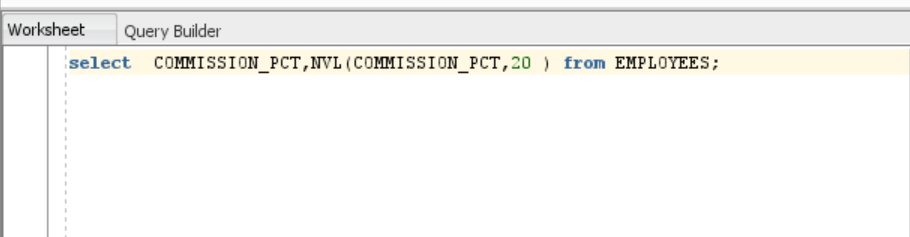 Worksheet Query Builder
select  COMMISSION_PCT,NVL(COMMISSION_PCT,20 ) from EMPLOYEES;